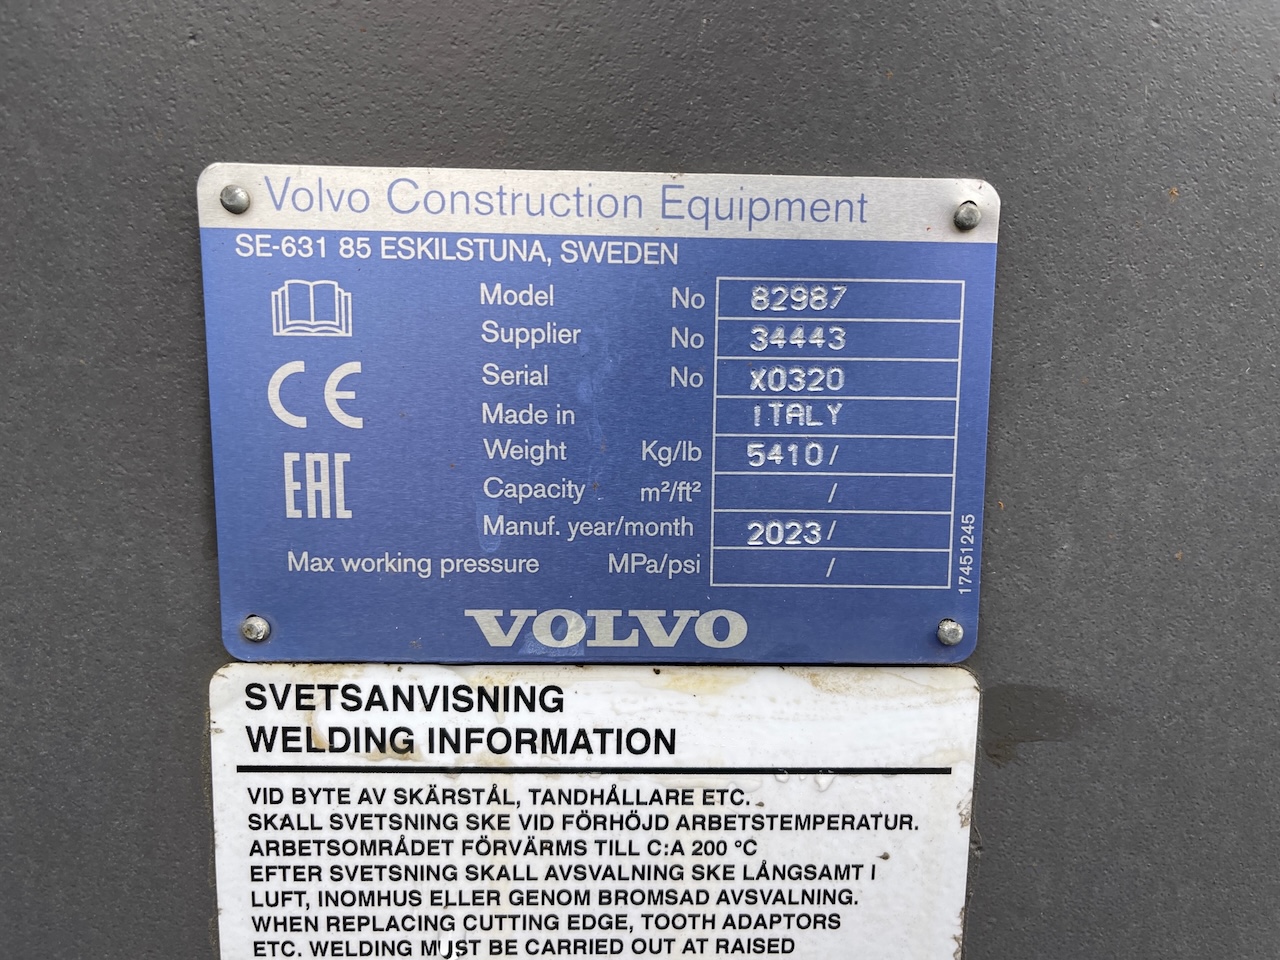 Volvo Construction Equipment
SE-631 85 ESKILSTUNA, SWEDEN
Model No 82987
Supplier No 34443
Serial No X0320
Made in ITALY
CE
Weight Kg/lb 5410/
EAC
Capacity m²/ft² /
Manuf. year/month 2023/
Max working pressure MPa/psi /
17451245
VOLVO
SVETSANVISNING
WELDING INFORMATION
VID BYTE AV SKÄRSTÅL, TANDHÅLLARE ETC.
SKALL SVETSNING SKE VID FÖRHÖJD ARBETSTEMPERATUR.
ARBETSOMRÅDET FÖRVÄRMS TILL C:A 200 °C
EFTER SVETSNING SKALL AVSVALNING SKE LÅNGSAMT I
LUFT, INOMHUS ELLER GENOM BROMSAD AVSVALNING.
WHEN REPLACING CUTTING EDGE, TOOTH ADAPTORS
ETC. WELDING MUST BE CARRIED OUT AT RAISED